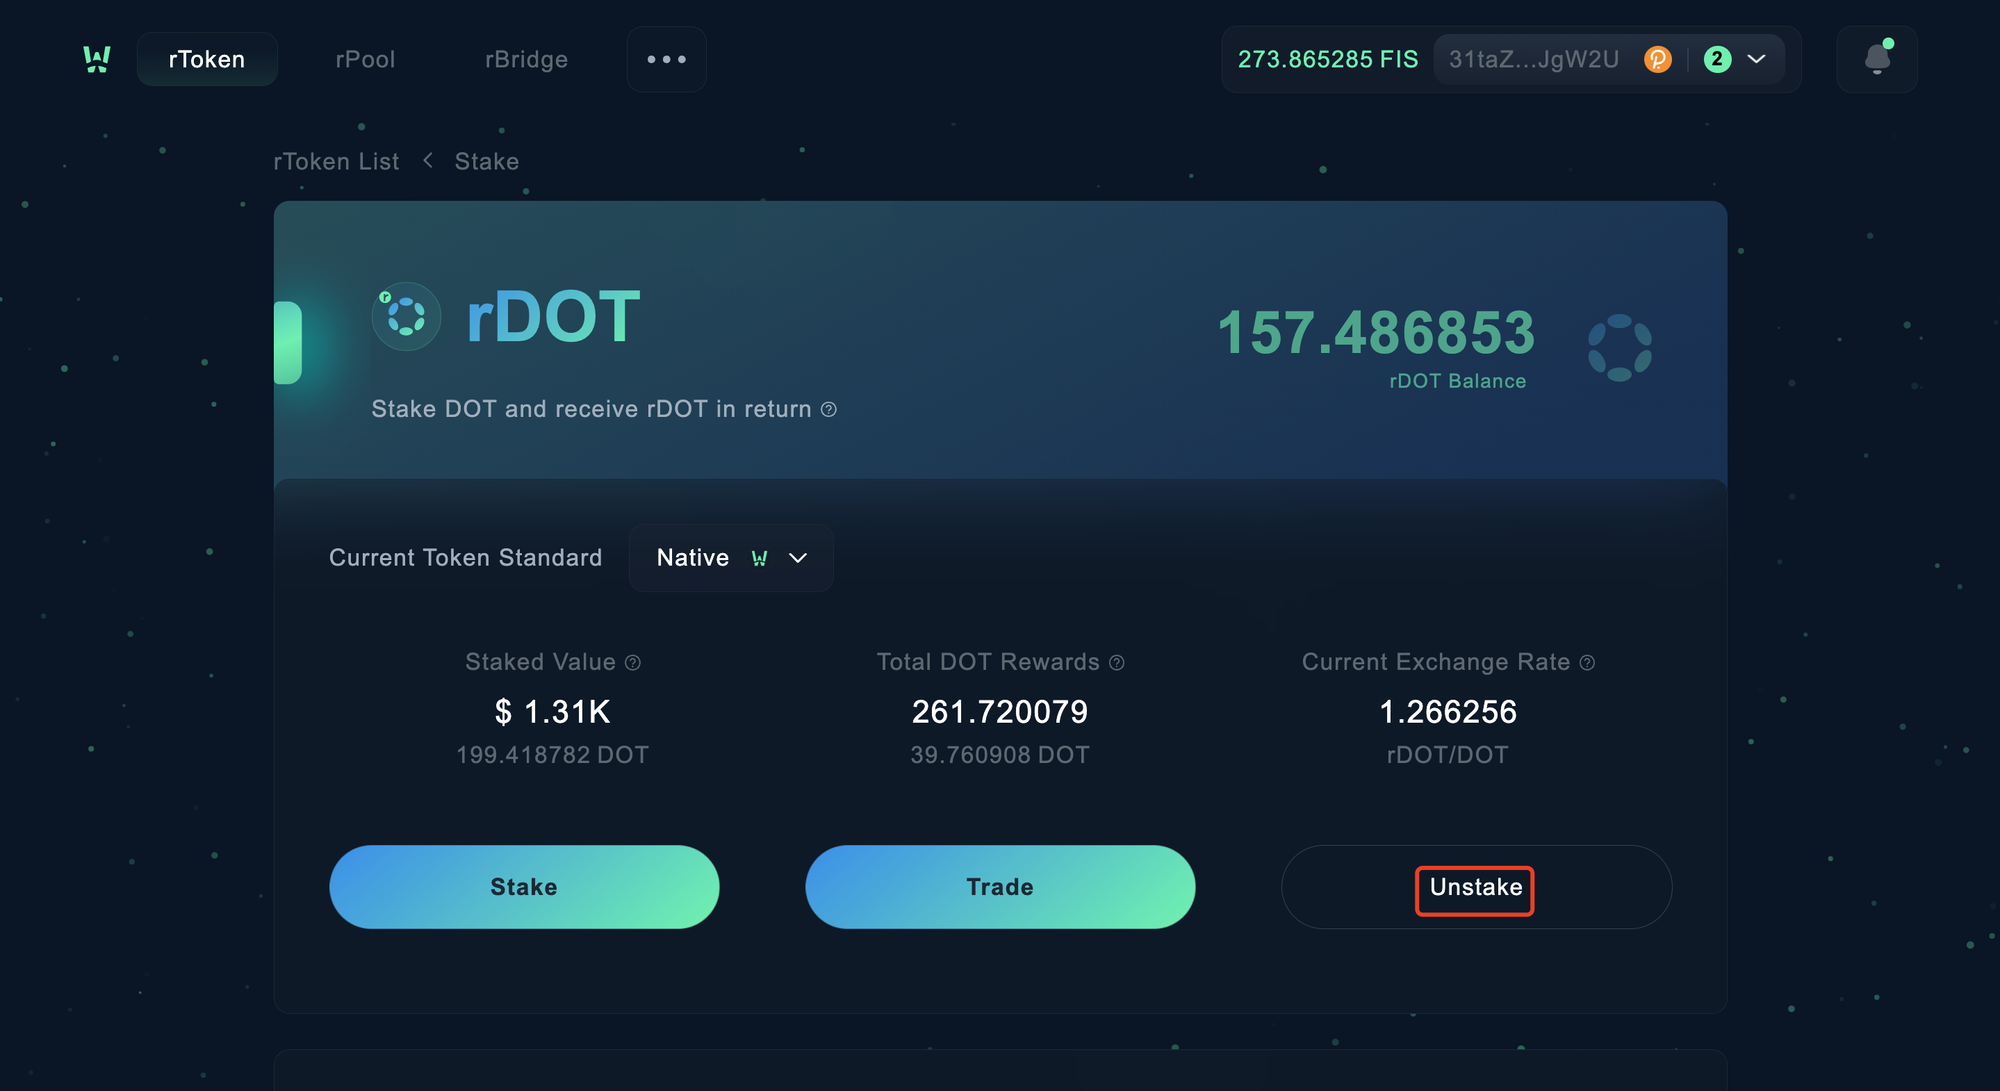 rToken
rPool
rBridge
273.865285 FIS
31taZ...JgW2U
2
rToken List
Stake
r
rDOT
157.486853
rDOT Balance
Stake DOT and receive rDOT in return
Current Token Standard
Native
Staked Value
$ 1.31K
199.418782 DOT
Total DOT Rewards
261.720079
39.760908 DOT
Current Exchange Rate
1.266256
rDOT/DOT
Stake
Trade
Unstake